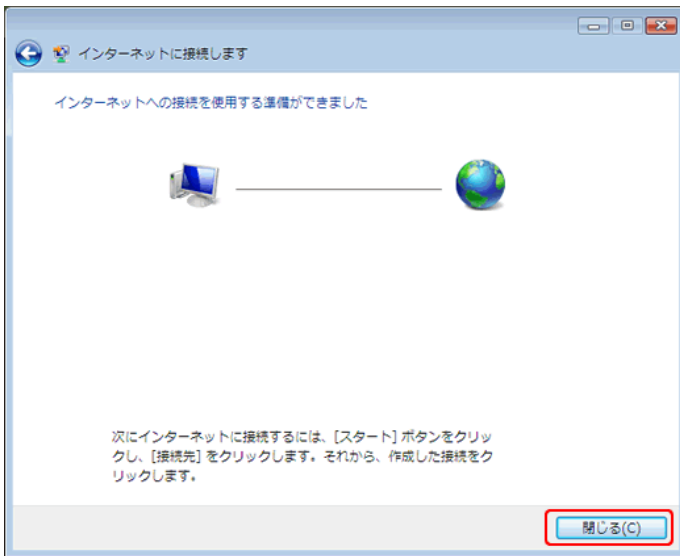 インターネットに接続します
インターネットへの接続を使用する準備ができました
次にインターネットに接続するには、[スタート] ボタンをクリッ
クし、[接続先] をクリックします。それから、作成した接続をク
リックします。
閉じる(C)